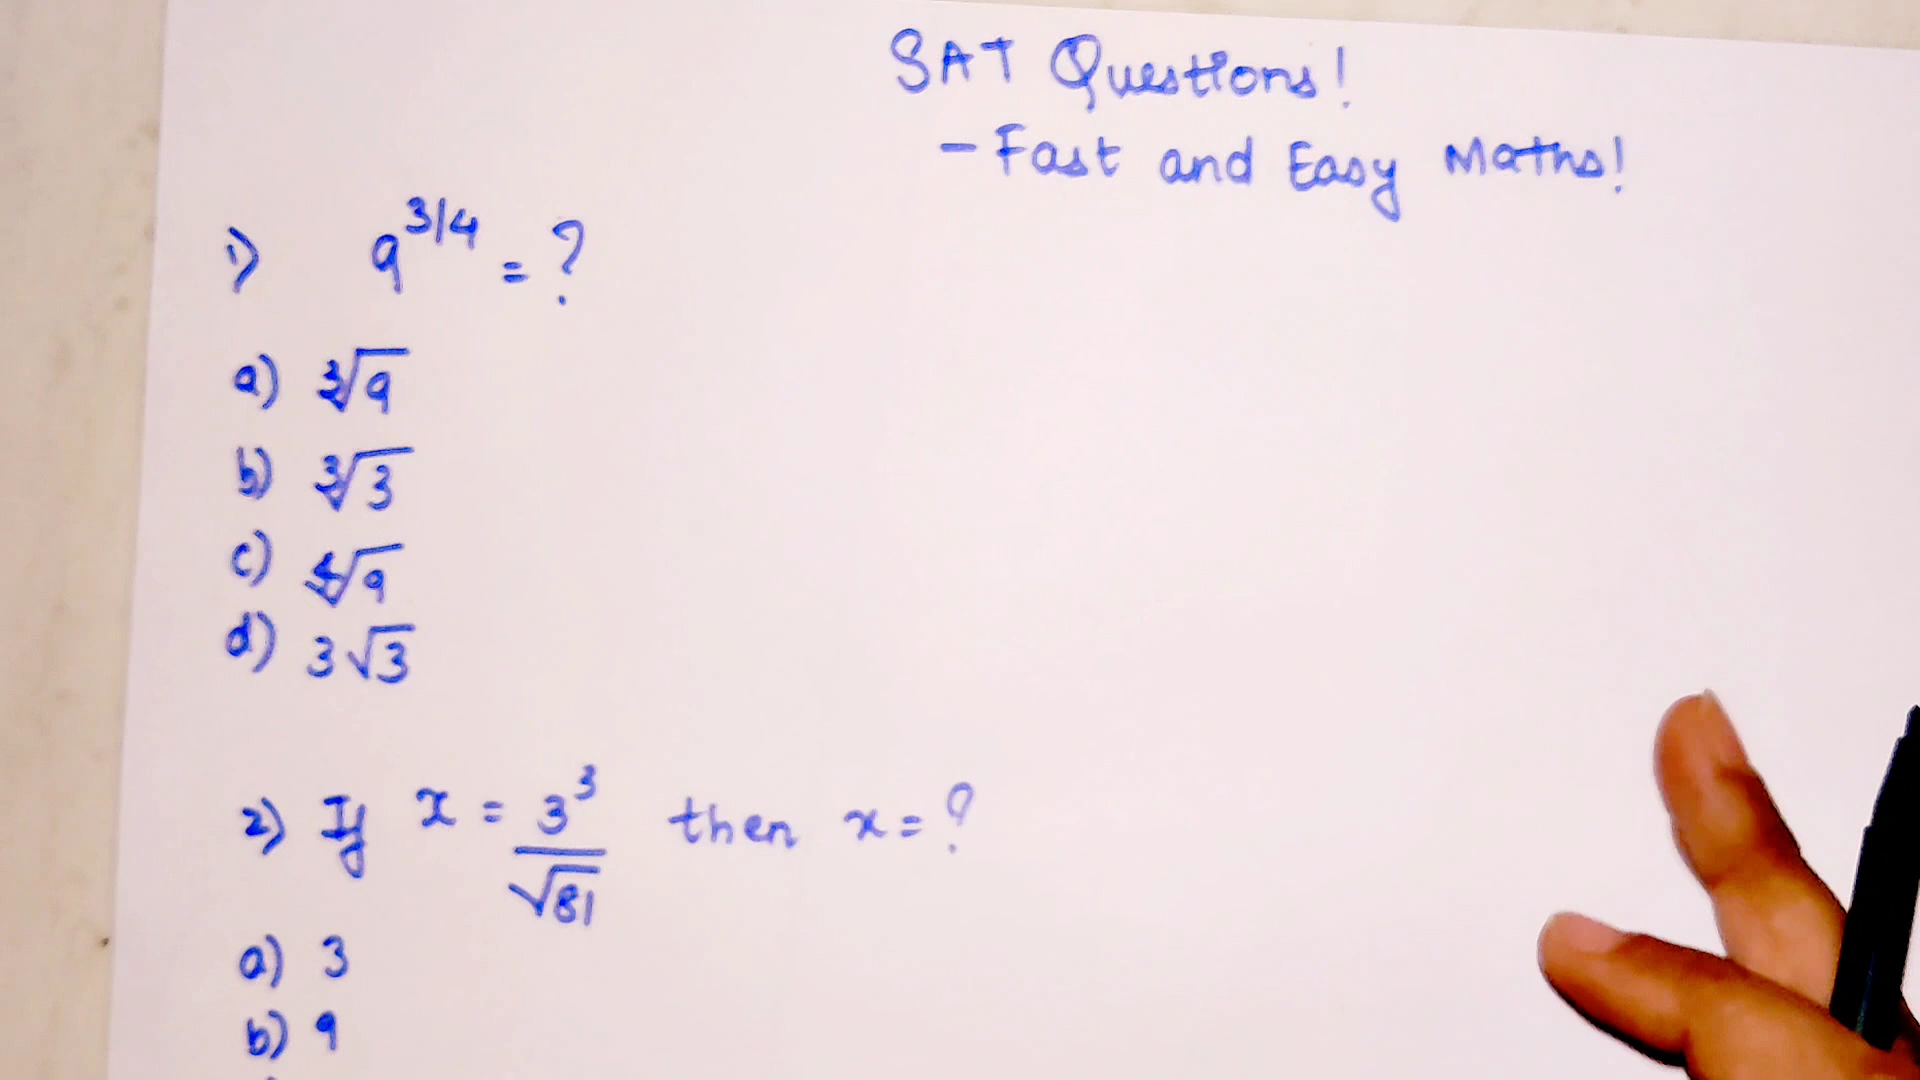 SAT Questions!
- Fast and Easy Maths!
1) 9^3/4 = ?
a) ∛9
b) ∛3
c) ∜9
d) 3√3
2) If x = 3^3/√81 then x = ?
a) 3
b) 9